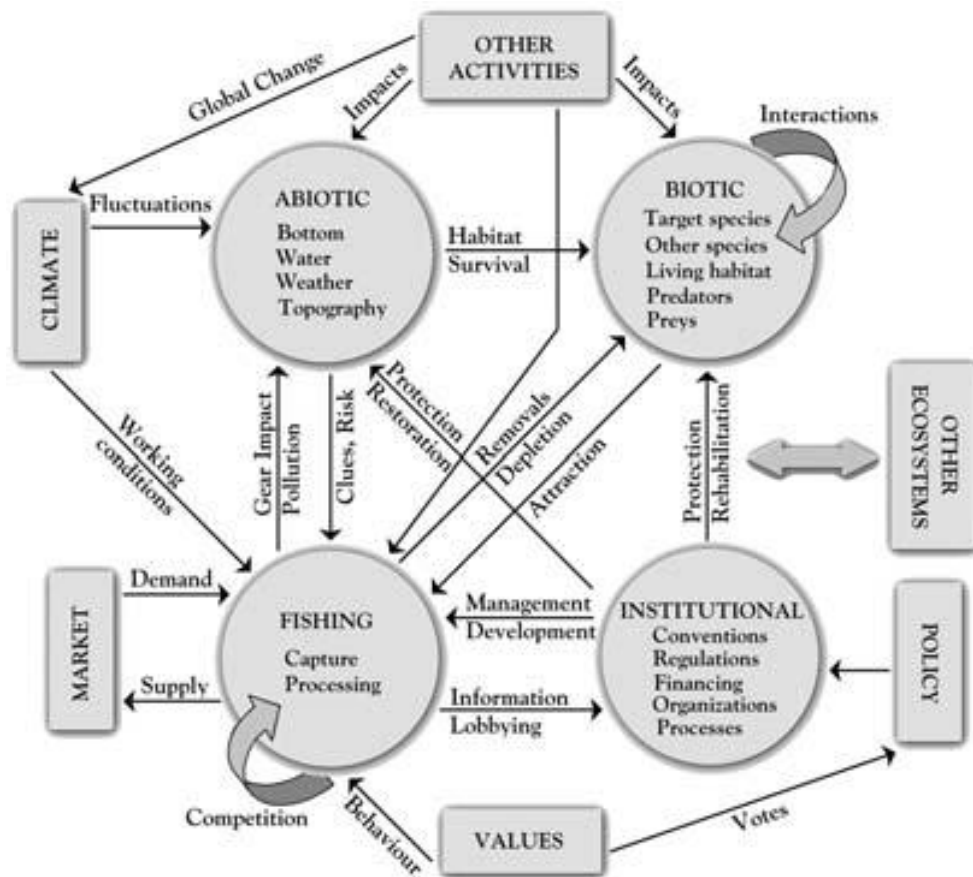 OTHER
ACTIVITIES
Global Change
Impacts
Impacts
Interactions
CLIMATE
Fluctuations
ABIOTIC
Bottom
Water
Weather
Topography
Habitat
Survival
BIOTIC
Target species
Other species
Living habitat
Predators
Preys
Working
conditions
Gear Impact
Pollution
Clues, Risk
Protection
Restoration
Removals
Depletion
Attraction
Protection
Rehabilitation
OTHER
ECOSYSTEMS
MARKET
Demand
Supply
FISHING
Capture
Processing
Management
Development
Information
Lobbying
INSTITUTIONAL
Conventions
Regulations
Financing
Organizations
Processes
POLICY
Competition
Behaviour
VALUES
Votes